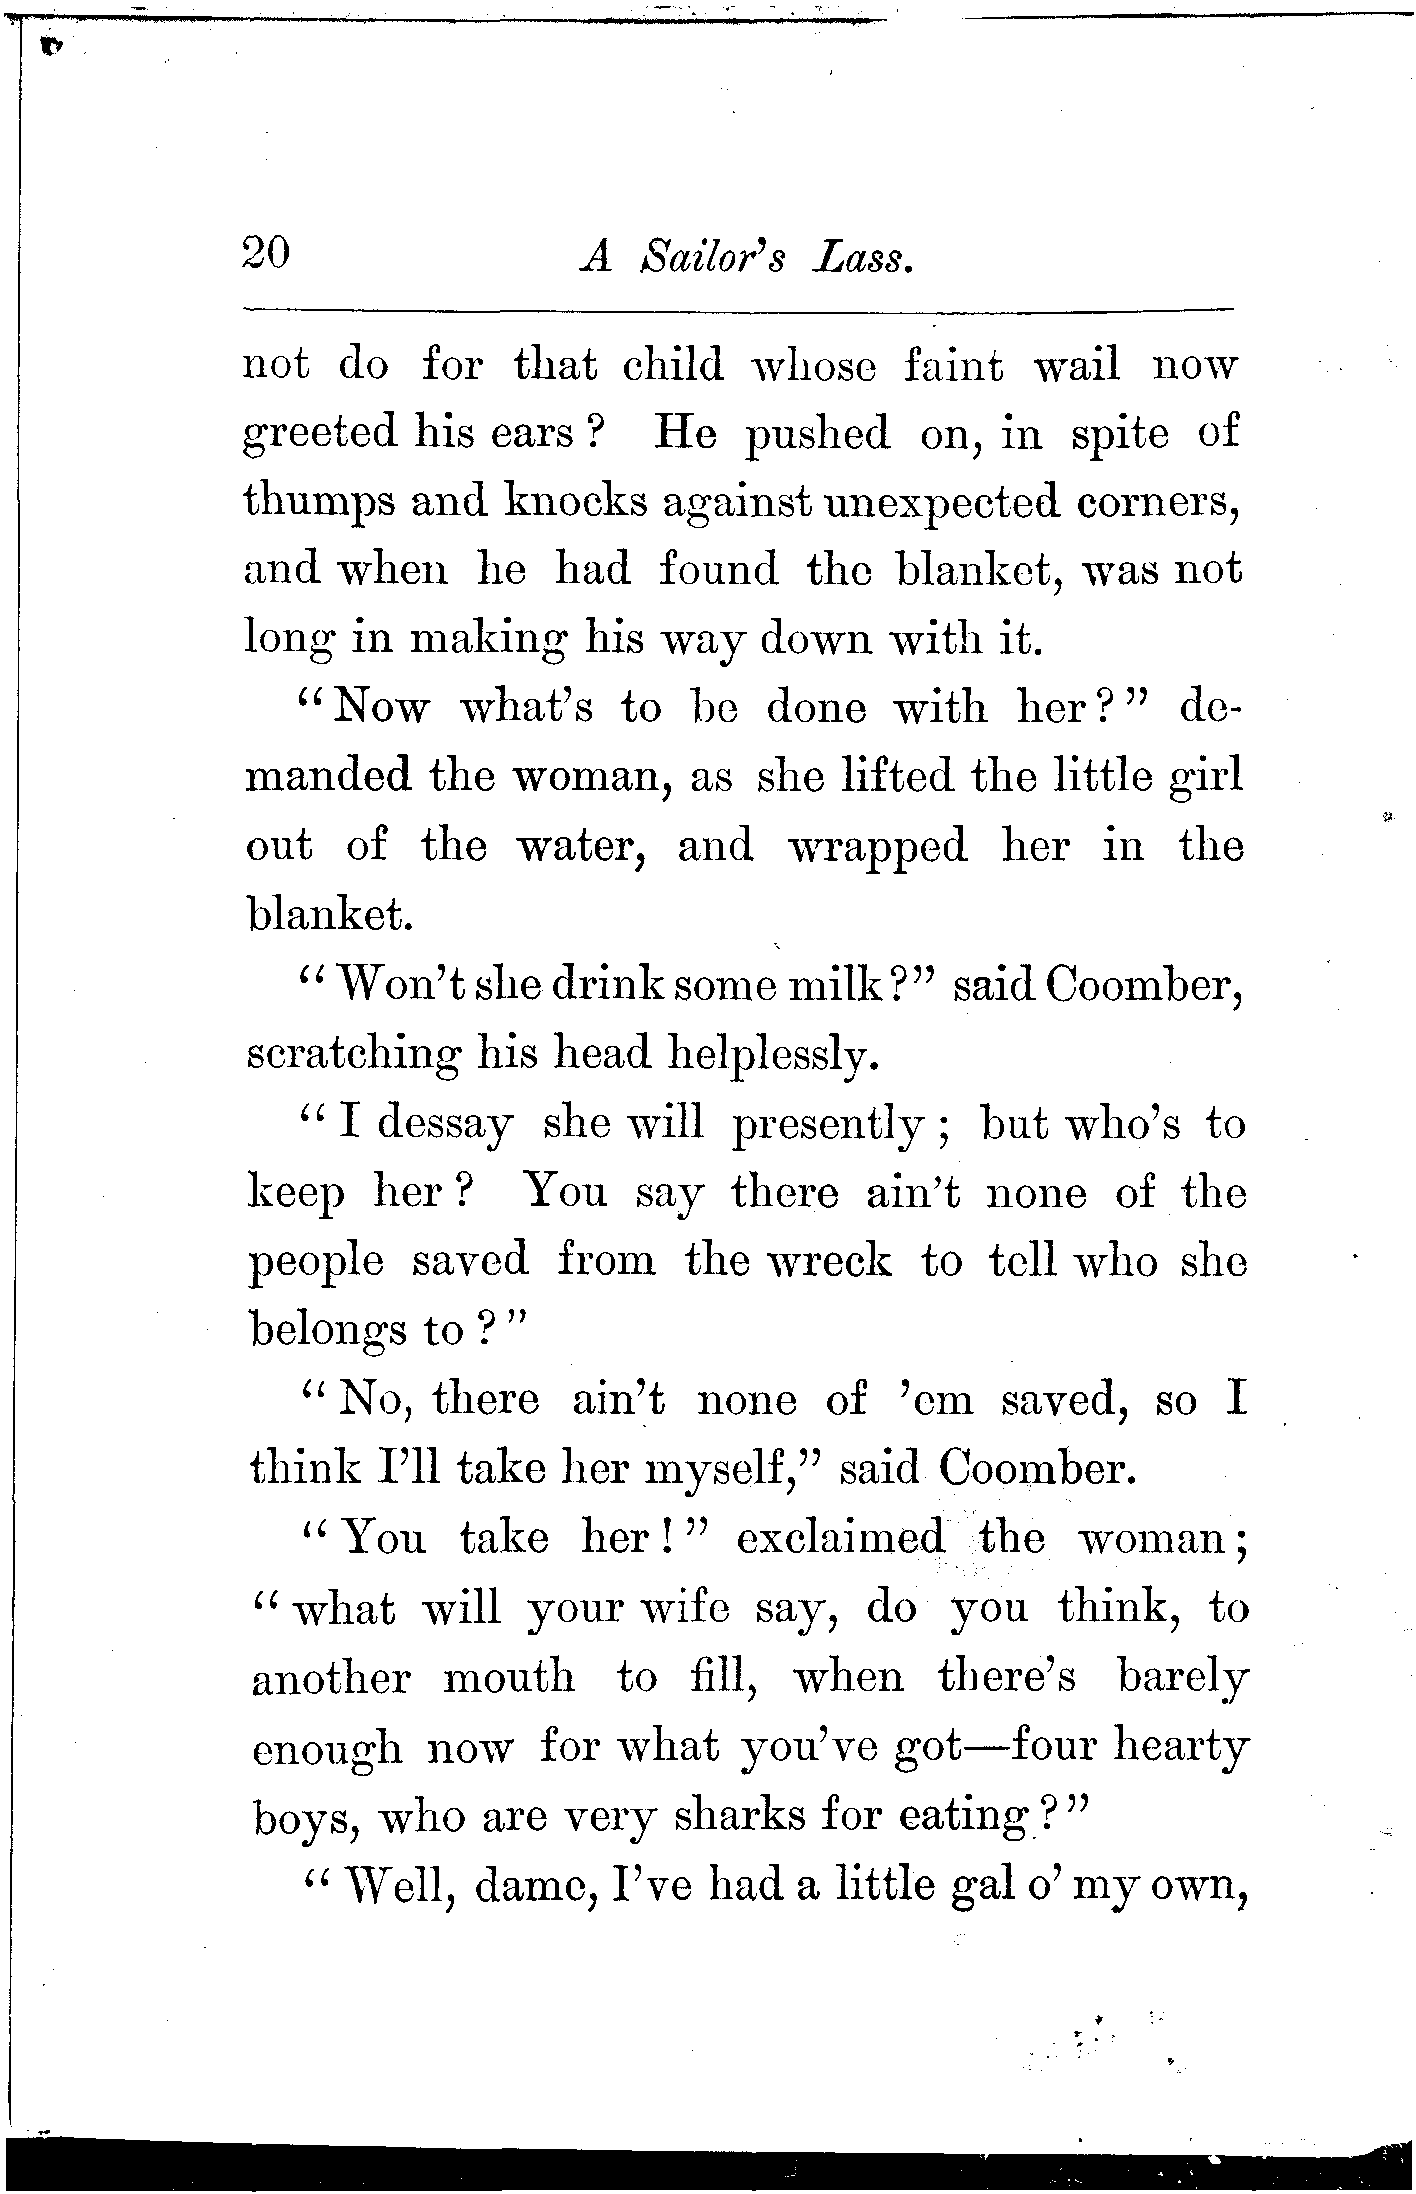 20 A Sailor's Lass.
not do for that child whose faint wail now
greeted his ears? He pushed on, in spite of
thumps and knocks against unexpected corners,
and when he had found the blanket, was not
long in making his way down with it.
"Now what's to be done with her?" de-
manded the woman, as she lifted the little girl
out of the water, and wrapped her in the
blanket.
"Won't she drink some milk?" said Coomber,
scratching his head helplessly.
"I dessay she will presently; but who's to
keep her? You say there ain't none of the
people saved from the wreck to tell who she
belongs to?"
"No, there ain't none of 'em saved, so I
think I'll take her myself," said Coomber.
"You take her!" exclaimed the woman;
"what will your wife say, do you think, to
another mouth to fill, when there's barely
enough now for what you've got—four hearty
boys, who are very sharks for eating?"
"Well, dame, I've had a little gal o' my own,